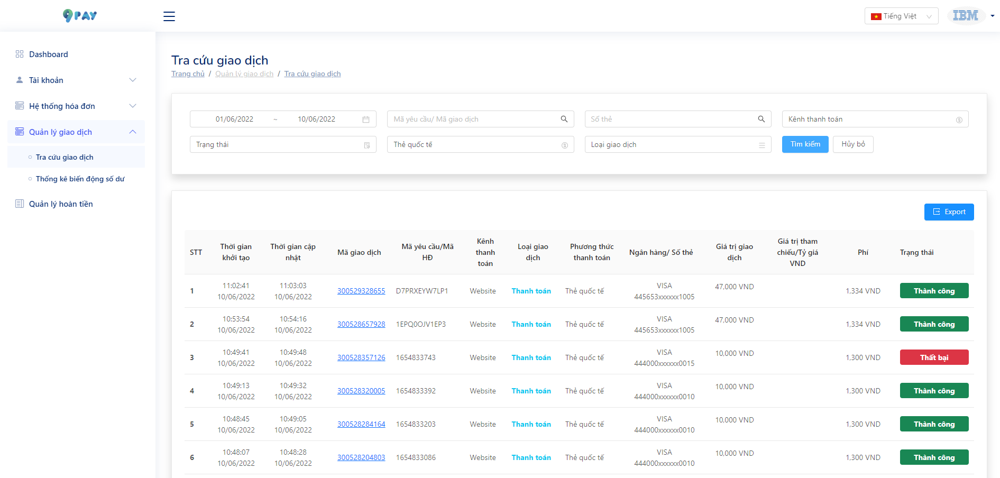 9PAY
Tiếng Việt
IBM
Dashboard
Tài khoản
Hệ thống hóa đơn
Quản lý giao dịch
Tra cứu giao dịch
Thống kê biến động số dư
Quản lý hoàn tiền
Tra cứu giao dịch
Trang chủ / Quản lý giao dịch / Tra cứu giao dịch
01/06/2022 ~ 10/06/2022 Mã yêu cầu/ Mã giao dịch Số thẻ Kênh thanh toán
Trạng thái Thẻ quốc tế Loại giao dịch Tìm kiếm Hủy bỏ
Export
STT Thời gian khởi tạo Thời gian cập nhật Mã giao dịch Mã yêu cầu/Mã HĐ Kênh thanh toán Loại giao dịch Phương thức thanh toán Ngân hàng/ Số thẻ Giá trị giao dịch Giá trị tham chiếu/Tỷ giá VND Phí Trạng thái
1 11:02:41 10/06/2022 11:03:03 10/06/2022 300529328655 D7PRXEYW7LP1 Website Thanh toán Thẻ quốc tế VISA 445653xxxxxx1005 47,000 VND 1,334 VND Thành công
2 10:53:54 10/06/2022 10:54:16 10/06/2022 300528657928 1EPQ0OJV1EP3 Website Thanh toán Thẻ quốc tế VISA 445653xxxxxx1005 47,000 VND 1,334 VND Thành công
3 10:49:41 10/06/2022 10:49:48 10/06/2022 300528357126 1654833743 Website Thanh toán Thẻ quốc tế VISA 444000xxxxxx0015 10,000 VND 1,300 VND Thất bại
4 10:49:13 10/06/2022 10:49:32 10/06/2022 300528320005 1654833392 Website Thanh toán Thẻ quốc tế VISA 444000xxxxxx0010 10,000 VND 1,300 VND Thành công
5 10:48:45 10/06/2022 10:49:05 10/06/2022 300528284164 1654833203 Website Thanh toán Thẻ quốc tế VISA 444000xxxxxx0010 10,000 VND 1,300 VND Thành công
6 10:48:07 10/06/2022 10:48:28 10/06/2022 300528204803 1654833086 Website Thanh toán Thẻ quốc tế VISA 444000xxxxxx0010 10,000 VND 1,300 VND Thành công